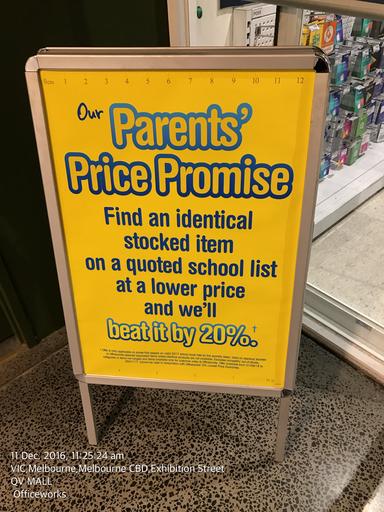 0cm 1 2 3 4 5 6 7 8 9 10 11 12
Our
Parents'
Price Promise
Find an identical
stocked item
on a quoted school list
at a lower price
and we'll
beat it by 20%.†
11 Dec. 2016, 11:25:24 am
VIC Melbourne,Melbourne CBD,Exhibition Street
QV MALL
Officeworks